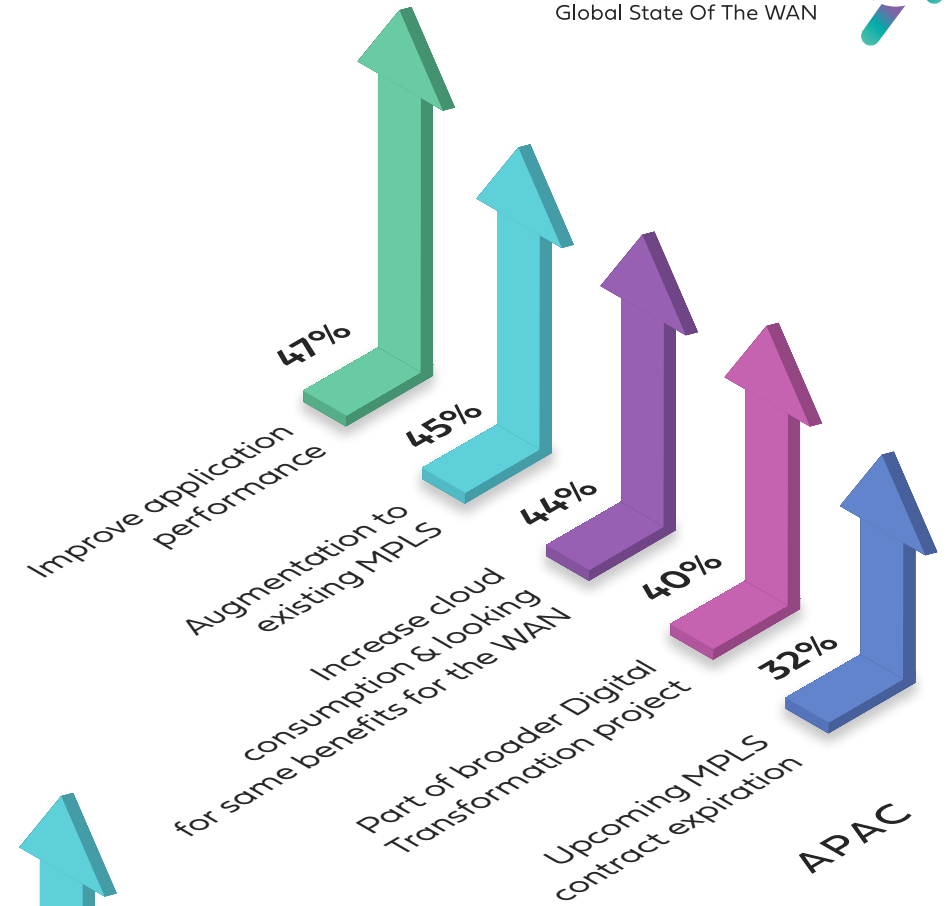 Global State Of The WAN
47%
Improve application
performance
45%
Augmentation to
existing MPLS
44%
Increase cloud
consumption & looking
for same benefits for the WAN
40%
Part of broader Digital
Transformation project
32%
Upcoming MPLS
contract expiration
APAC